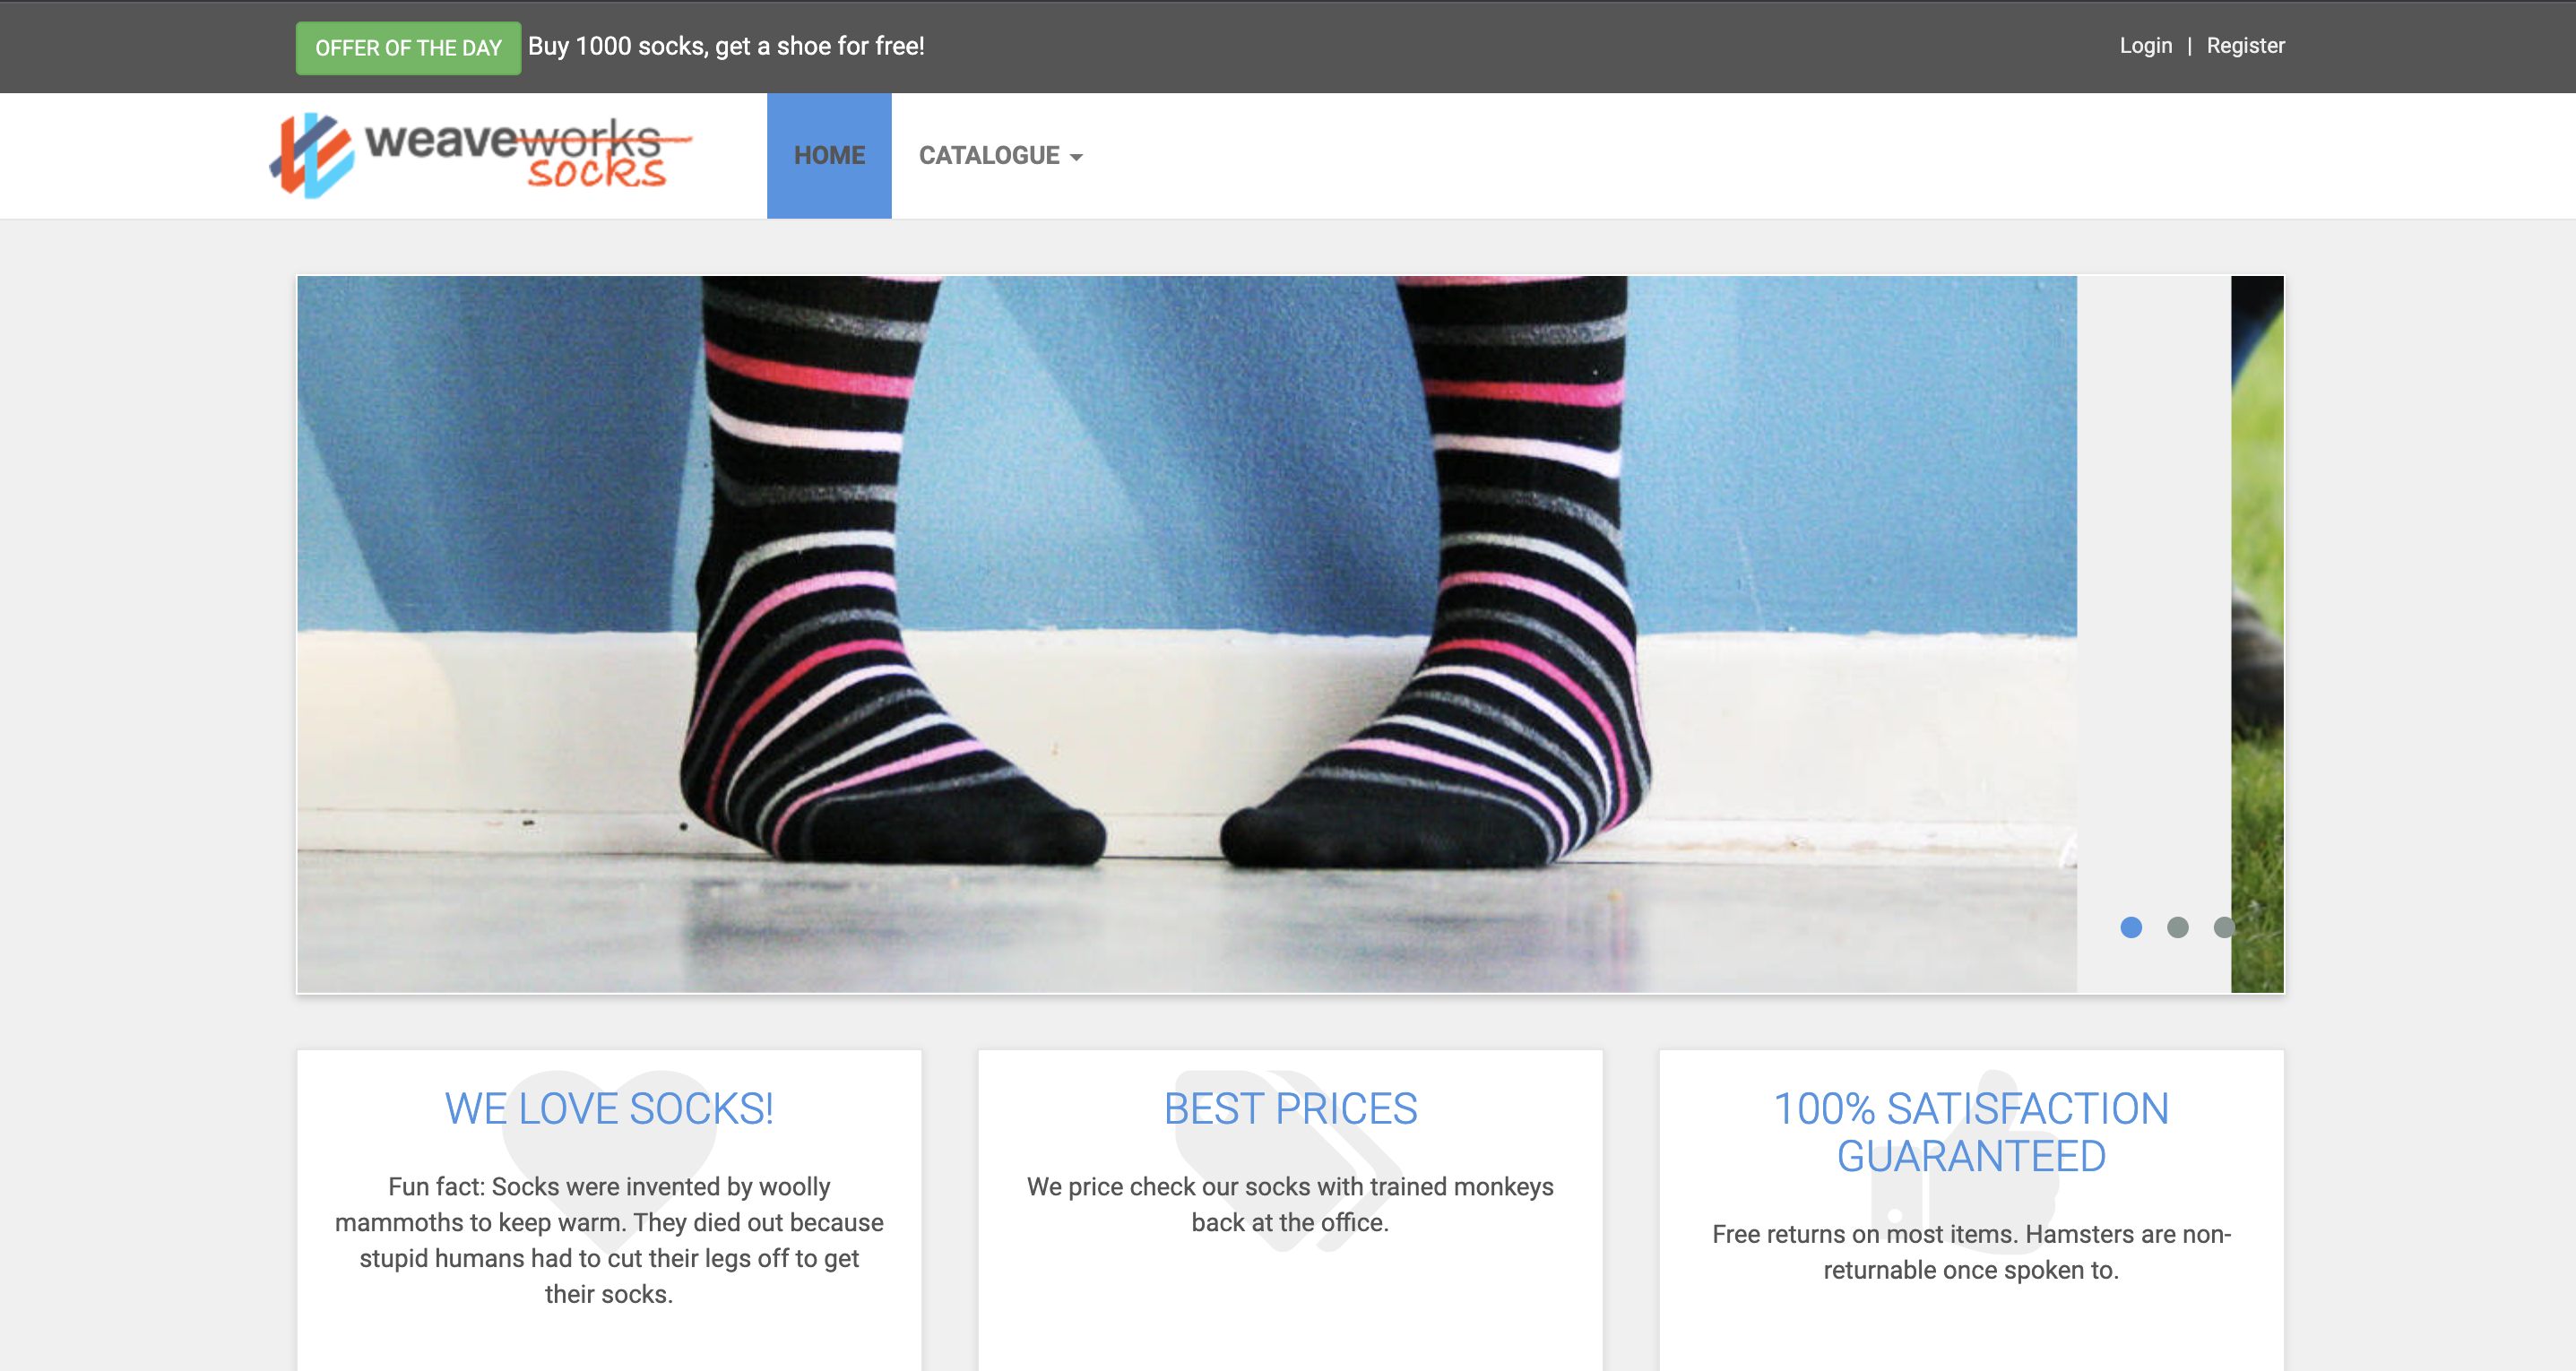 OFFER OF THE DAY Buy 1000 socks, get a shoe for free!
Login | Register
weaveworks
socks
HOME CATALOGUE
WE LOVE SOCKS!
Fun fact: Socks were invented by woolly
mammoths to keep warm. They died out because
stupid humans had to cut their legs off to get
their socks.
BEST PRICES
We price check our socks with trained monkeys
back at the office.
100% SATISFACTION
GUARANTEED
Free returns on most items. Hamsters are non-
returnable once spoken to.